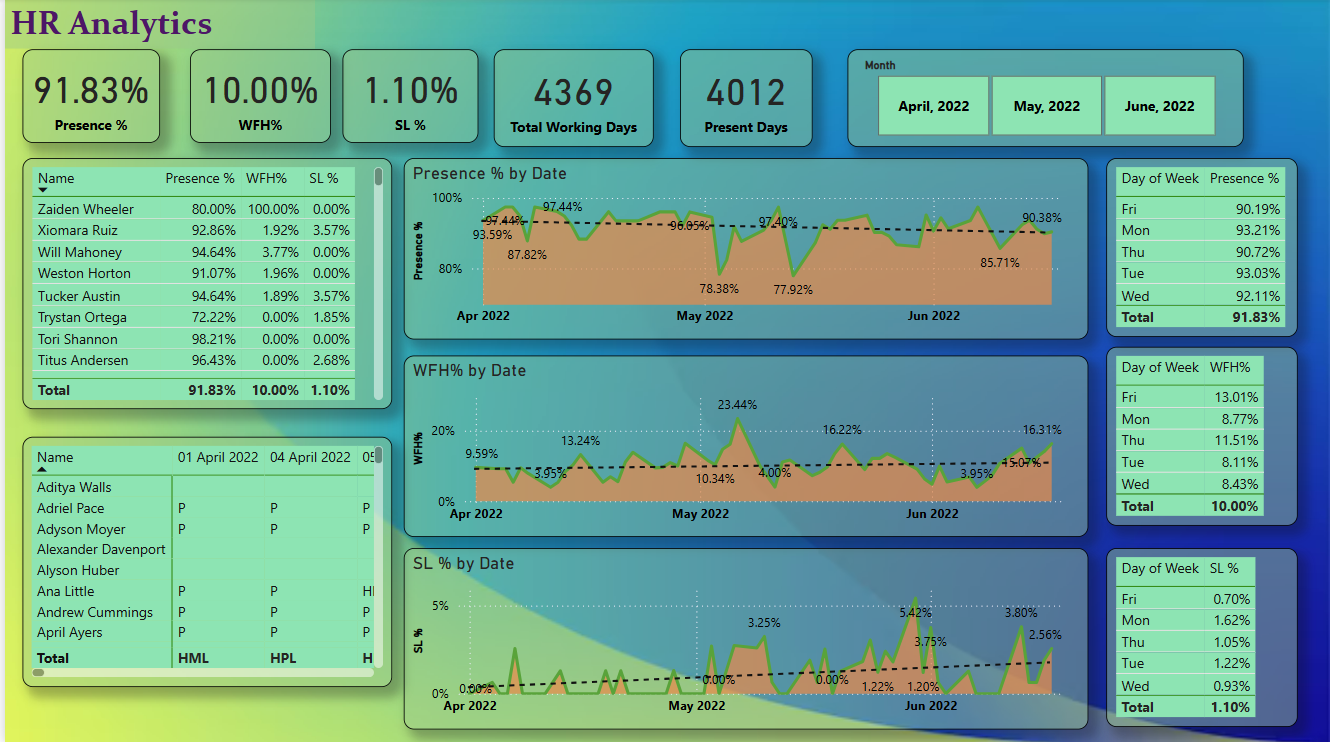 HR Analytics
91.83%
Presence %
10.00%
WFH%
1.10%
SL %
4369
Total Working Days
4012
Present Days
Month
April, 2022
May, 2022
June, 2022
Name Presence % WFH% SL %
Zaiden Wheeler 80.00% 100.00% 0.00%
Xiomara Ruiz 92.86% 1.92% 3.57%
Will Mahoney 94.64% 3.77% 0.00%
Weston Horton 91.07% 1.96% 0.00%
Tucker Austin 94.64% 1.89% 3.57%
Trystan Ortega 72.22% 0.00% 1.85%
Tori Shannon 98.21% 0.00% 0.00%
Titus Andersen 96.43% 0.00% 2.68%
Total 91.83% 10.00% 1.10%
Presence % by Date
Presence %
100%
80%
97.44%
97.44%
93.59%
87.82%
96.05%
78.38%
97.40%
77.92%
85.71%
90.38%
Apr 2022 May 2022 Jun 2022
Day of Week Presence %
Fri 90.19%
Mon 93.21%
Thu 90.72%
Tue 93.03%
Wed 92.11%
Total 91.83%
Name 01 April 2022 04 April 2022 05
Aditya Walls
Adriel Pace P P P
Adyson Moyer P P P
Alexander Davenport
Alyson Huber
Ana Little P P H
Andrew Cummings P P P
April Ayers P P P
Total HML HPL H
WFH% by Date
WFH%
20%
0%
9.59%
3.95%
13.24%
10.34%
23.44%
4.00%
16.22%
3.95%
15.07%
16.31%
Apr 2022 May 2022 Jun 2022
Day of Week WFH%
Fri 13.01%
Mon 8.77%
Thu 11.51%
Tue 8.11%
Wed 8.43%
Total 10.00%
SL % by Date
SL %
5%
0%
0.00%
0.00%
3.25%
0.00%
1.22%
5.42%
1.20%
3.75%
3.80%
2.56%
Apr 2022 May 2022 Jun 2022
Day of Week SL %
Fri 0.70%
Mon 1.62%
Thu 1.05%
Tue 1.22%
Wed 0.93%
Total 1.10%